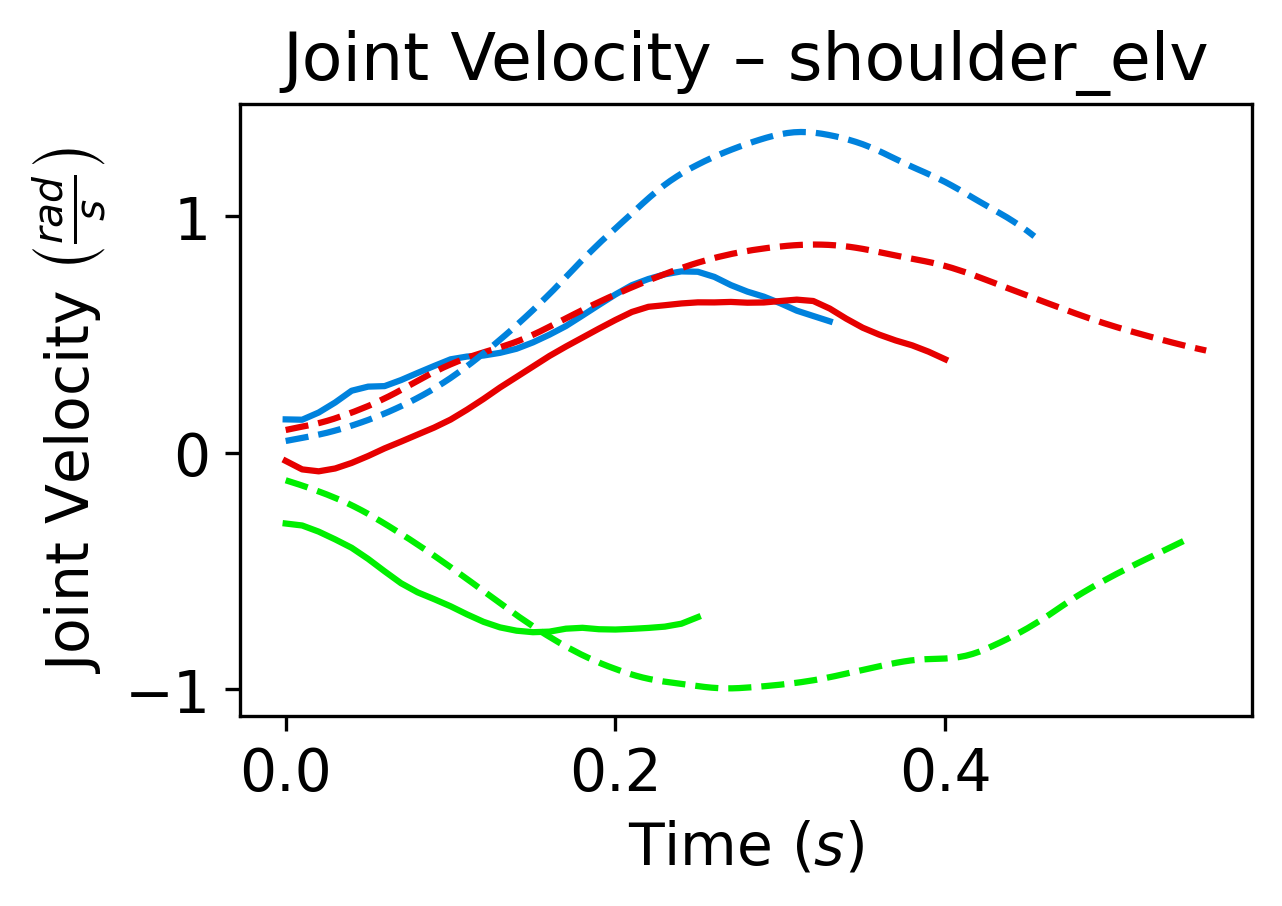 Joint Velocity – shoulder_elv
Joint Velocity (rad/s)
1
0
−1
0.0 0.2 0.4
Time (s)